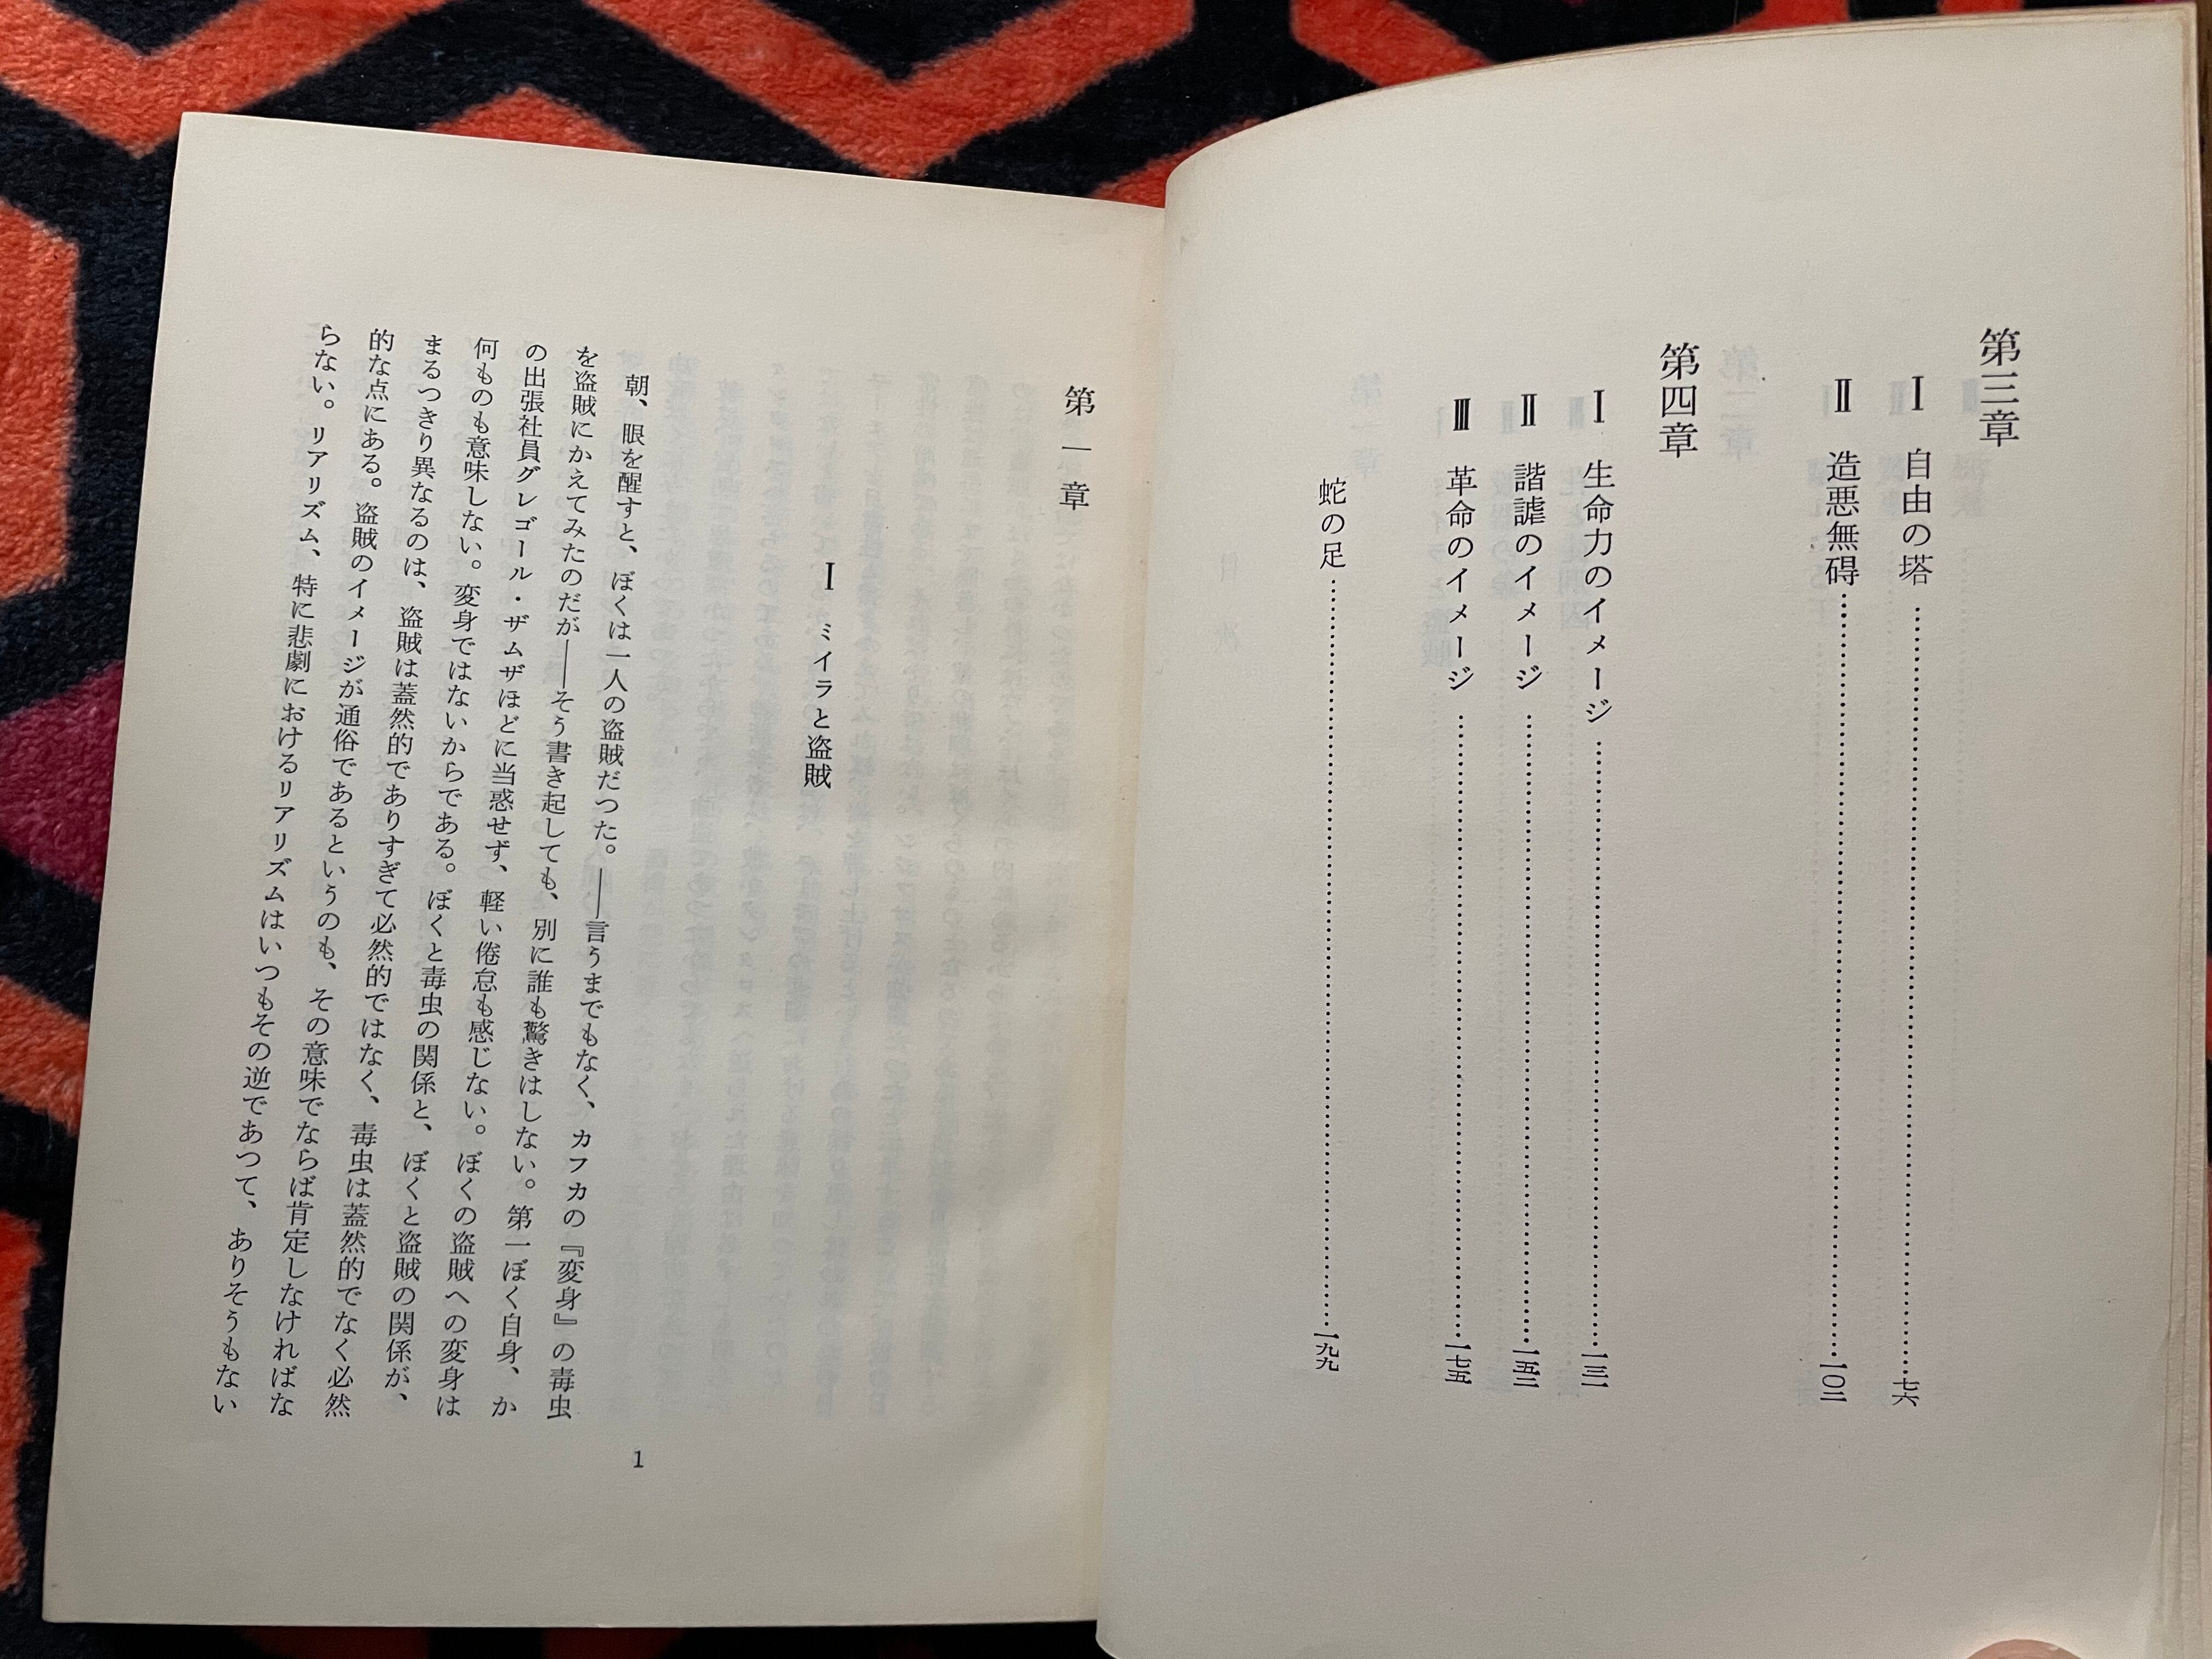 第三章
Ⅰ 自由の塔……七六
Ⅱ 造悪無碍……一〇二
第四章
Ⅰ 生命力のイメージ……一三一
Ⅱ 諧謔のイメージ……一五三
Ⅲ 革命のイメージ……一七五
蛇の足……一九九
第一章
Ⅰ ミイラと盗賊
朝、眼を醒すと、ぼくは一人の盗賊だつた。――言うまでもなく、カフカの『変身』の毒虫
を盗賊にかえてみたのだが――そう書き起しても、別に誰も驚きはしない。第一ぼく自身、か
の出張社員グレゴール・ザムザほどに当惑せず、軽い倦怠も感じない。ぼくの盗賊への変身は
何ものも意味しない。変身ではないからである。ぼくと毒虫の関係と、ぼくと盗賊の関係が、
まるつきり異なるのは、盗賊は蓋然的でありすぎて必然的ではなく、毒虫は蓋然的でなく必然
的な点にある。盗賊のイメージが通俗であるというのも、その意味でならば肯定しなければな
らない。リアリズム、特に悲劇におけるリアリズムはいつもその逆であつて、ありそうもない
1